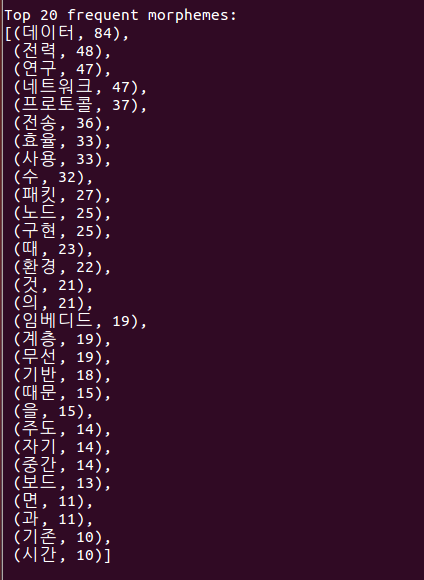 Top 20 frequent morphemes:
[(데이터, 84),
(전력, 48),
(연구, 47),
(네트워크, 47),
(프로토콜, 37),
(전송, 36),
(효율, 33),
(사용, 33),
(수, 32),
(패킷, 27),
(노드, 25),
(구현, 25),
(때, 23),
(환경, 22),
(것, 21),
(의, 21),
(임베디드, 19),
(계층, 19),
(무선, 19),
(기반, 18),
(때문, 15),
(을, 15),
(주도, 14),
(자기, 14),
(중간, 14),
(보드, 13),
(면, 11),
(과, 11),
(기존, 10),
(시간, 10)]